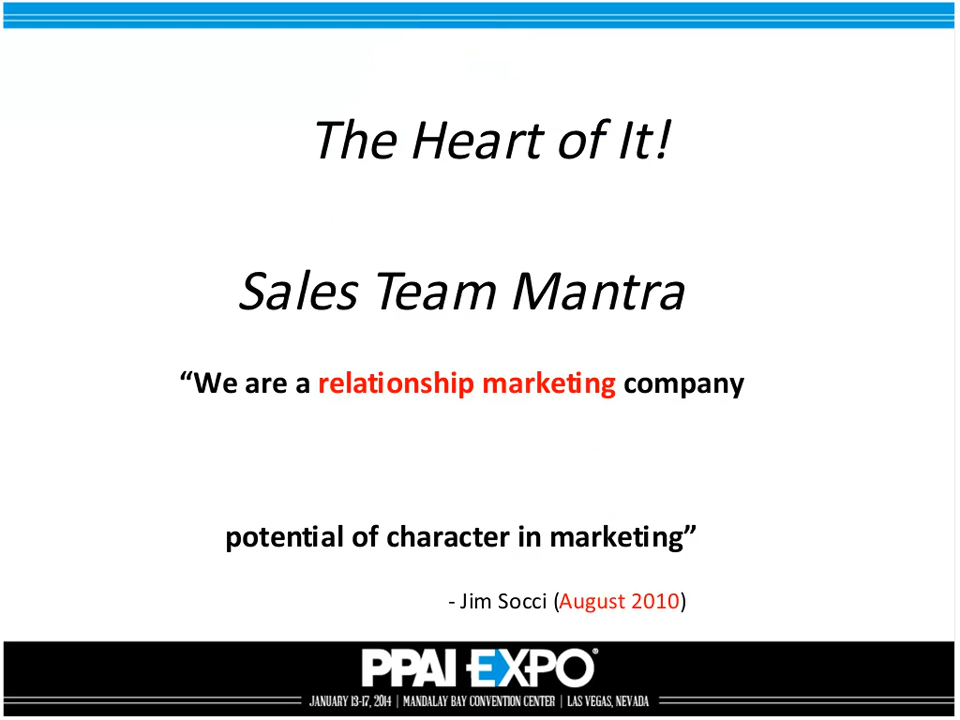 The Heart of It!
Sales Team Mantra
“We are a relationship marketing company
potential of character in marketing”
- Jim Socci (August 2010)
PPAI EXPO®
JANUARY 13-17, 2014 | MANDALAY BAY CONVENTION CENTER | LAS VEGAS, NEVADA